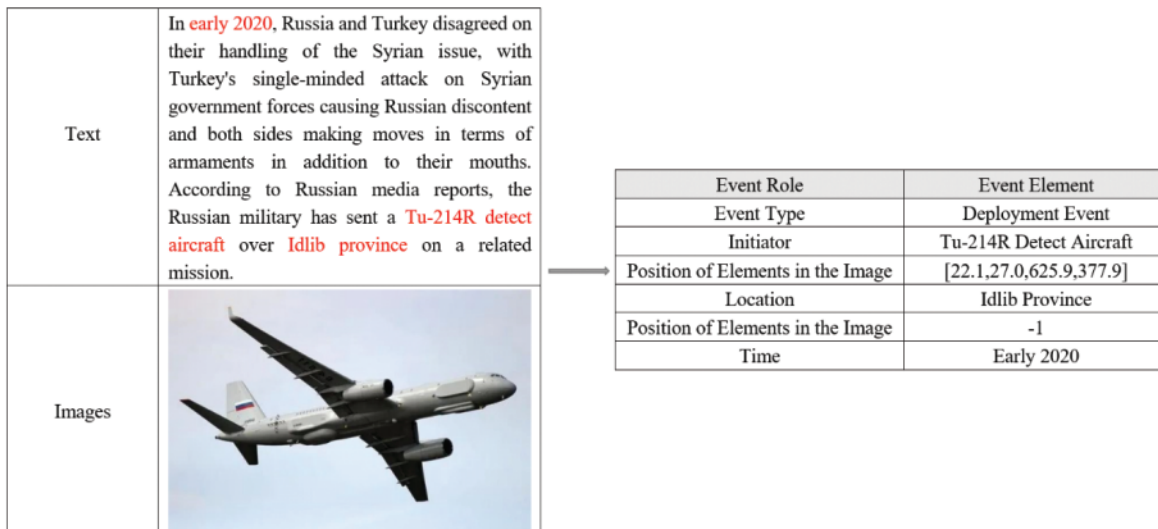 Text
In early 2020, Russia and Turkey disagreed on
their handling of the Syrian issue, with
Turkey's single-minded attack on Syrian
government forces causing Russian discontent
and both sides making moves in terms of
armaments in addition to their mouths.
According to Russian media reports, the
Russian military has sent a Tu-214R detect
aircraft over Idlib province on a related
mission.
Images
Event Role Event Element
Event Type Deployment Event
Initiator Tu-214R Detect Aircraft
Position of Elements in the Image [22.1,27.0,625.9,377.9]
Location Idlib Province
Position of Elements in the Image -1
Time Early 2020